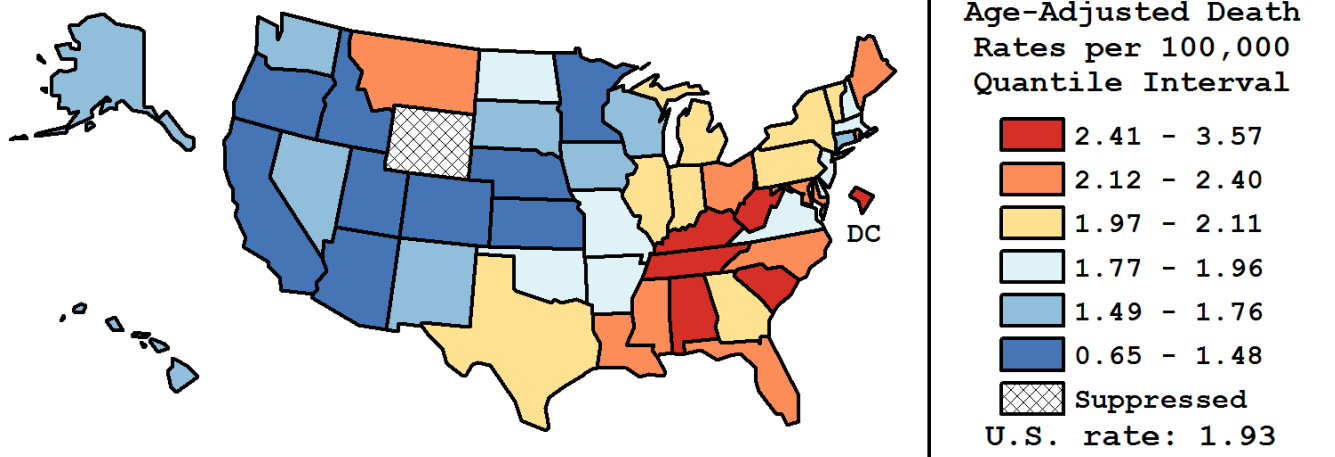 Age-Adjusted Death
Rates per 100,000
Quantile Interval
2.41 - 3.57
2.12 - 2.40
1.97 - 2.11
1.77 - 1.96
1.49 - 1.76
0.65 - 1.48
Suppressed
U.S. rate: 1.93
DC